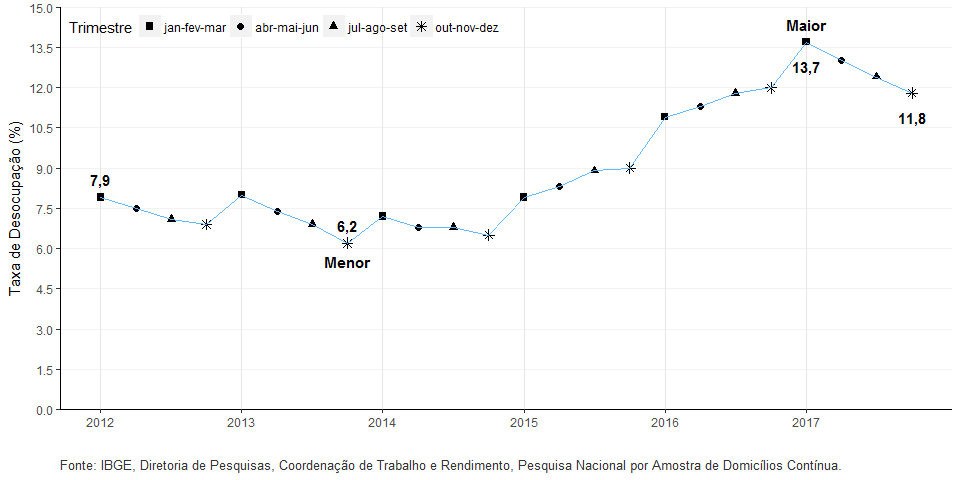 Trimestre jan-fev-mar abr-mai-jun jul-ago-set out-nov-dez
Taxa de Desocupação (%)
15.0
13.5
12.0
10.5
9.0
7.5
6.0
4.5
3.0
1.5
0.0
7,9
6,2
Menor
Maior
13,7
11,8
2012 2013 2014 2015 2016 2017
Fonte: IBGE, Diretoria de Pesquisas, Coordenação de Trabalho e Rendimento, Pesquisa Nacional por Amostra de Domicílios Contínua.